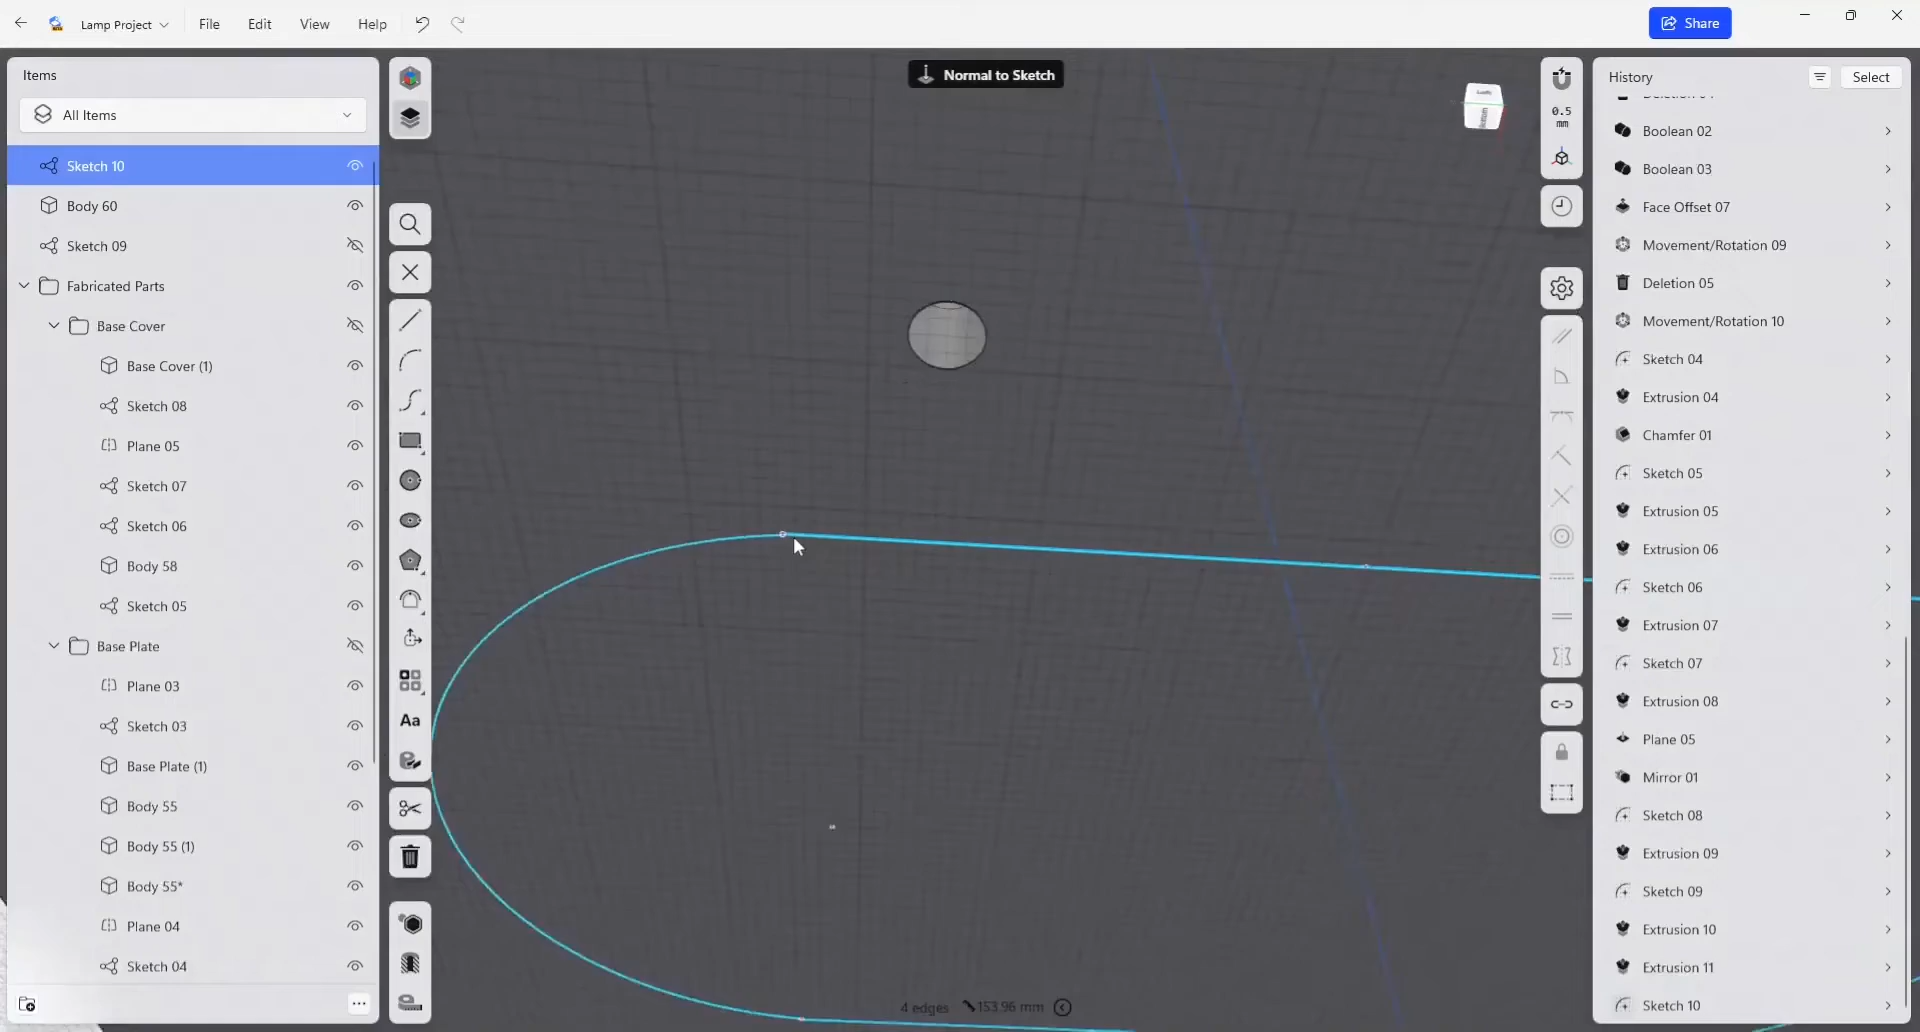 Lamp Project
File
Edit
View
Help
Share
Items
All Items
Sketch 10
Body 60
Sketch 09
Fabricated Parts
Base Cover
Base Cover (1)
Sketch 08
Plane 05
Sketch 07
Sketch 06
Body 58
Sketch 05
Base Plate
Plane 03
Sketch 03
Base Plate (1)
Body 55
Body 55 (1)
Body 55*
Plane 04
Sketch 04
Aa
Normal to Sketch
4 edges
153.96 mm
0.5
mm
History
Select
Boolean 02
Boolean 03
Face Offset 07
Movement/Rotation 09
Deletion 05
Movement/Rotation 10
Sketch 04
Extrusion 04
Chamfer 01
Sketch 05
Extrusion 05
Extrusion 06
Sketch 06
Extrusion 07
Sketch 07
Extrusion 08
Plane 05
Mirror 01
Sketch 08
Extrusion 09
Sketch 09
Extrusion 10
Extrusion 11
Sketch 10